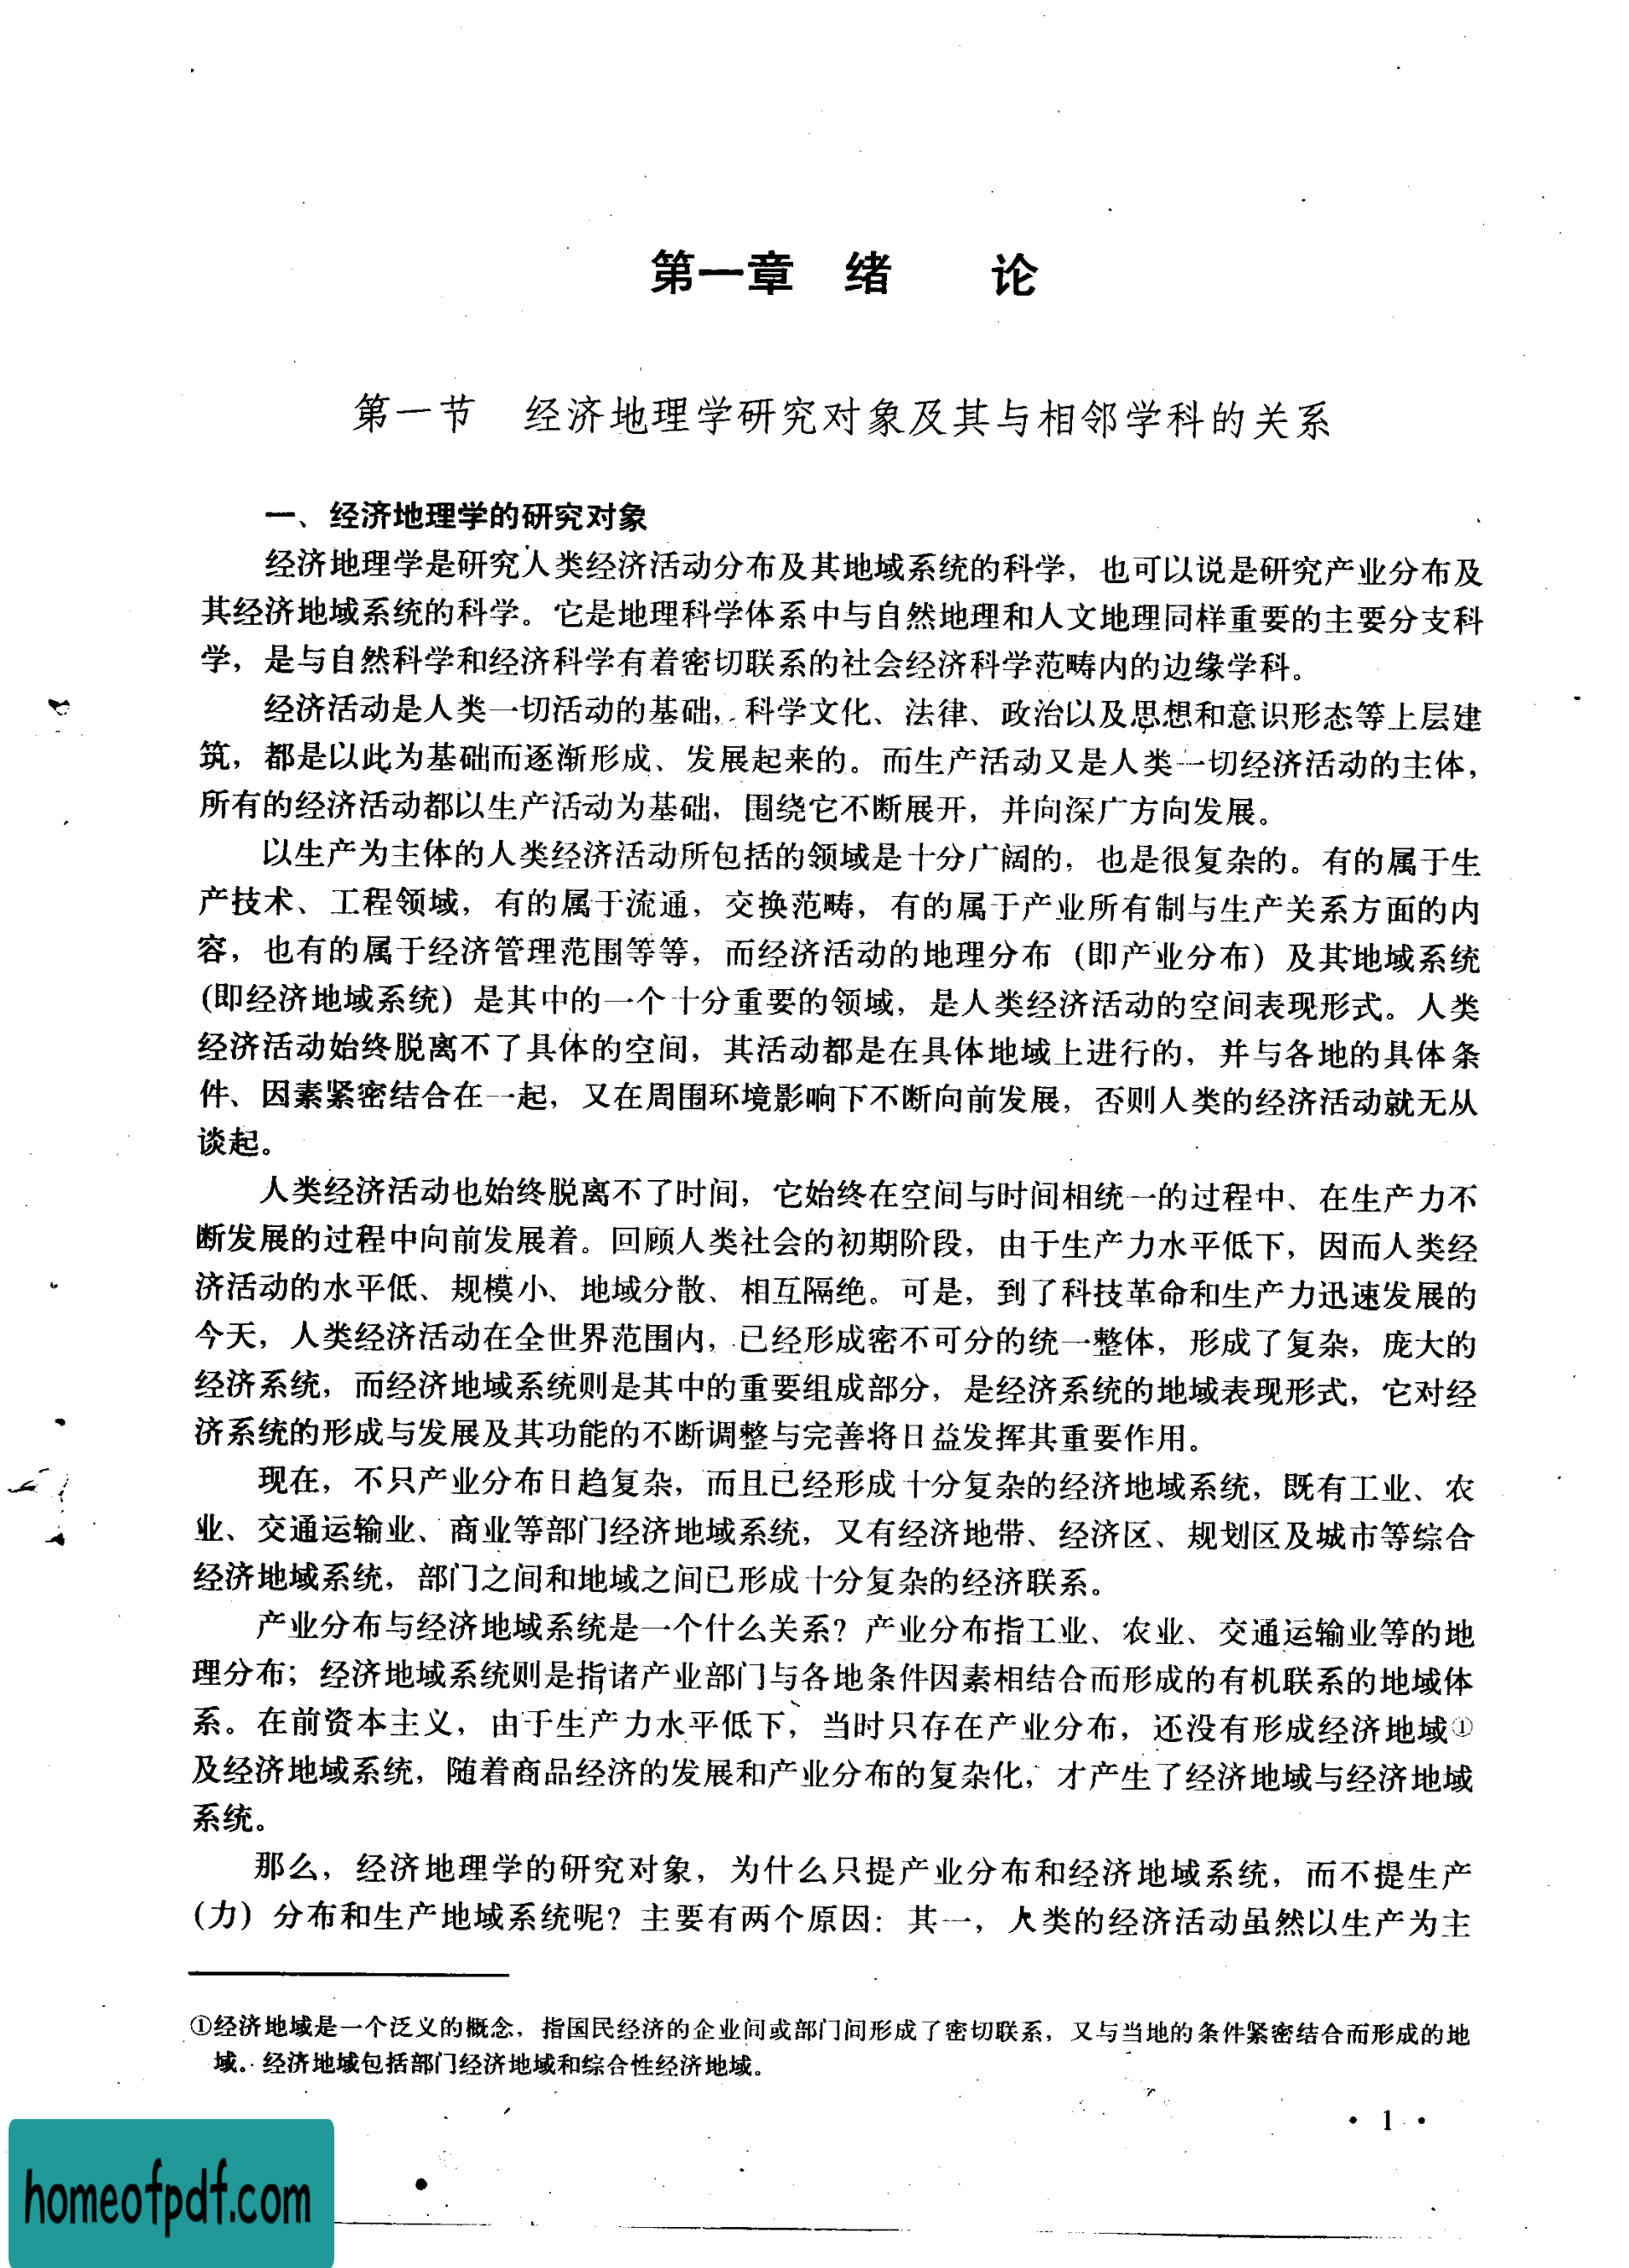 第一章 绪 论
第一节 经济地理学研究对象及其与相邻学科的关系
一、经济地理学的研究对象
经济地理学是研究人类经济活动分布及其地域系统的科学，也可以说是研究产业分布及
其经济地域系统的科学。它是地理科学体系中与自然地理和人文地理同样重要的主要分支科
学，是与自然科学和经济科学有着密切联系的社会经济科学范畴内的边缘学科。
经济活动是人类一切活动的基础，科学文化、法律、政治以及思想和意识形态等上层建
筑，都是以此为基础而逐渐形成、发展起来的。而生产活动又是人类一切经济活动的主体，
所有的经济活动都以生产活动为基础，围绕它不断展开，并向深广方向发展。
以生产为主体的人类经济活动所包括的领域是十分广阔的，也是很复杂的。有的属于生
产技术、工程领域，有的属于流通，交换范畴，有的属于产业所有制与生产关系方面的内
容，也有的属于经济管理范围等等，而经济活动的地理分布（即产业分布）及其地域系统
（即经济地域系统）是其中的一个十分重要的领域，是人类经济活动的空间表现形式。人类
经济活动始终脱离不了具体的空间，其活动都是在具体地域上进行的，并与各地的具体条
件、因素紧密结合在一起，又在周围环境影响下不断向前发展，否则人类的经济活动就无从
谈起。
人类经济活动也始终脱离不了时间，它始终在空间与时间相统一的过程中、在生产力不
断发展的过程中向前发展着。回顾人类社会的初期阶段，由于生产力水平低下，因而人类经
济活动的水平低、规模小、地域分散、相互隔绝。可是，到了科技革命和生产力迅速发展的
今天，人类经济活动在全世界范围内，已经形成密不可分的统一整体，形成了复杂，庞大的
经济系统，而经济地域系统则是其中的重要组成部分，是经济系统的地域表现形式，它对经
济系统的形成与发展及其功能的不断调整与完善将日益发挥其重要作用。
现在，不只产业分布日趋复杂，而且已经形成十分复杂的经济地域系统，既有工业、农
业、交通运输业、商业等部门经济地域系统，又有经济地带、经济区、规划区及城市等综合
经济地域系统，部门之间和地域之间已形成十分复杂的经济联系。
产业分布与经济地域系统是一个什么关系？产业分布指工业、农业、交通运输业等的地
理分布；经济地域系统则是指诸产业部门与各地条件因素相结合而形成的有机联系的地域体
系。在前资本主义，由于生产力水平低下，当时只存在产业分布，还没有形成经济地域①
及经济地域系统，随着商品经济的发展和产业分布的复杂化，才产生了经济地域与经济地域
系统。
那么，经济地理学的研究对象，为什么只提产业分布和经济地域系统，而不提生产
（力）分布和生产地域系统呢？主要有两个原因：其一，人类的经济活动虽然以生产为主
①经济地域是一个泛义的概念，指国民经济的企业间或部门间形成了密切联系，又与当地的条件紧密结合而形成的地
域。经济地域包括部门经济地域和综合性经济地域。
• 1 •
homeofpdf.com